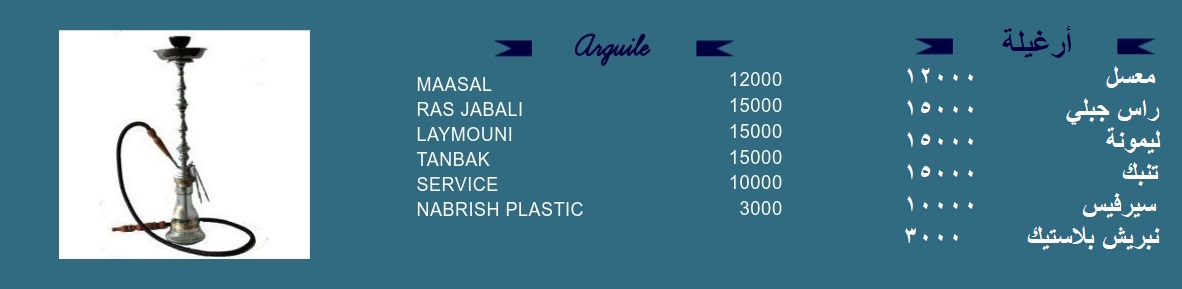 Arguile
MAASAL 12000
RAS JABALI 15000
LAYMOUNI 15000
TANBAK 15000
SERVICE 10000
NABRISH PLASTIC 3000
أرغيلة
معسل ١٢٠٠٠
راس جبلي ١٥٠٠٠
ليمونة ١٥٠٠٠
تنبك ١٥٠٠٠
سيرفيس ١٠٠٠٠
نبريش بلاستيك ٣٠٠٠